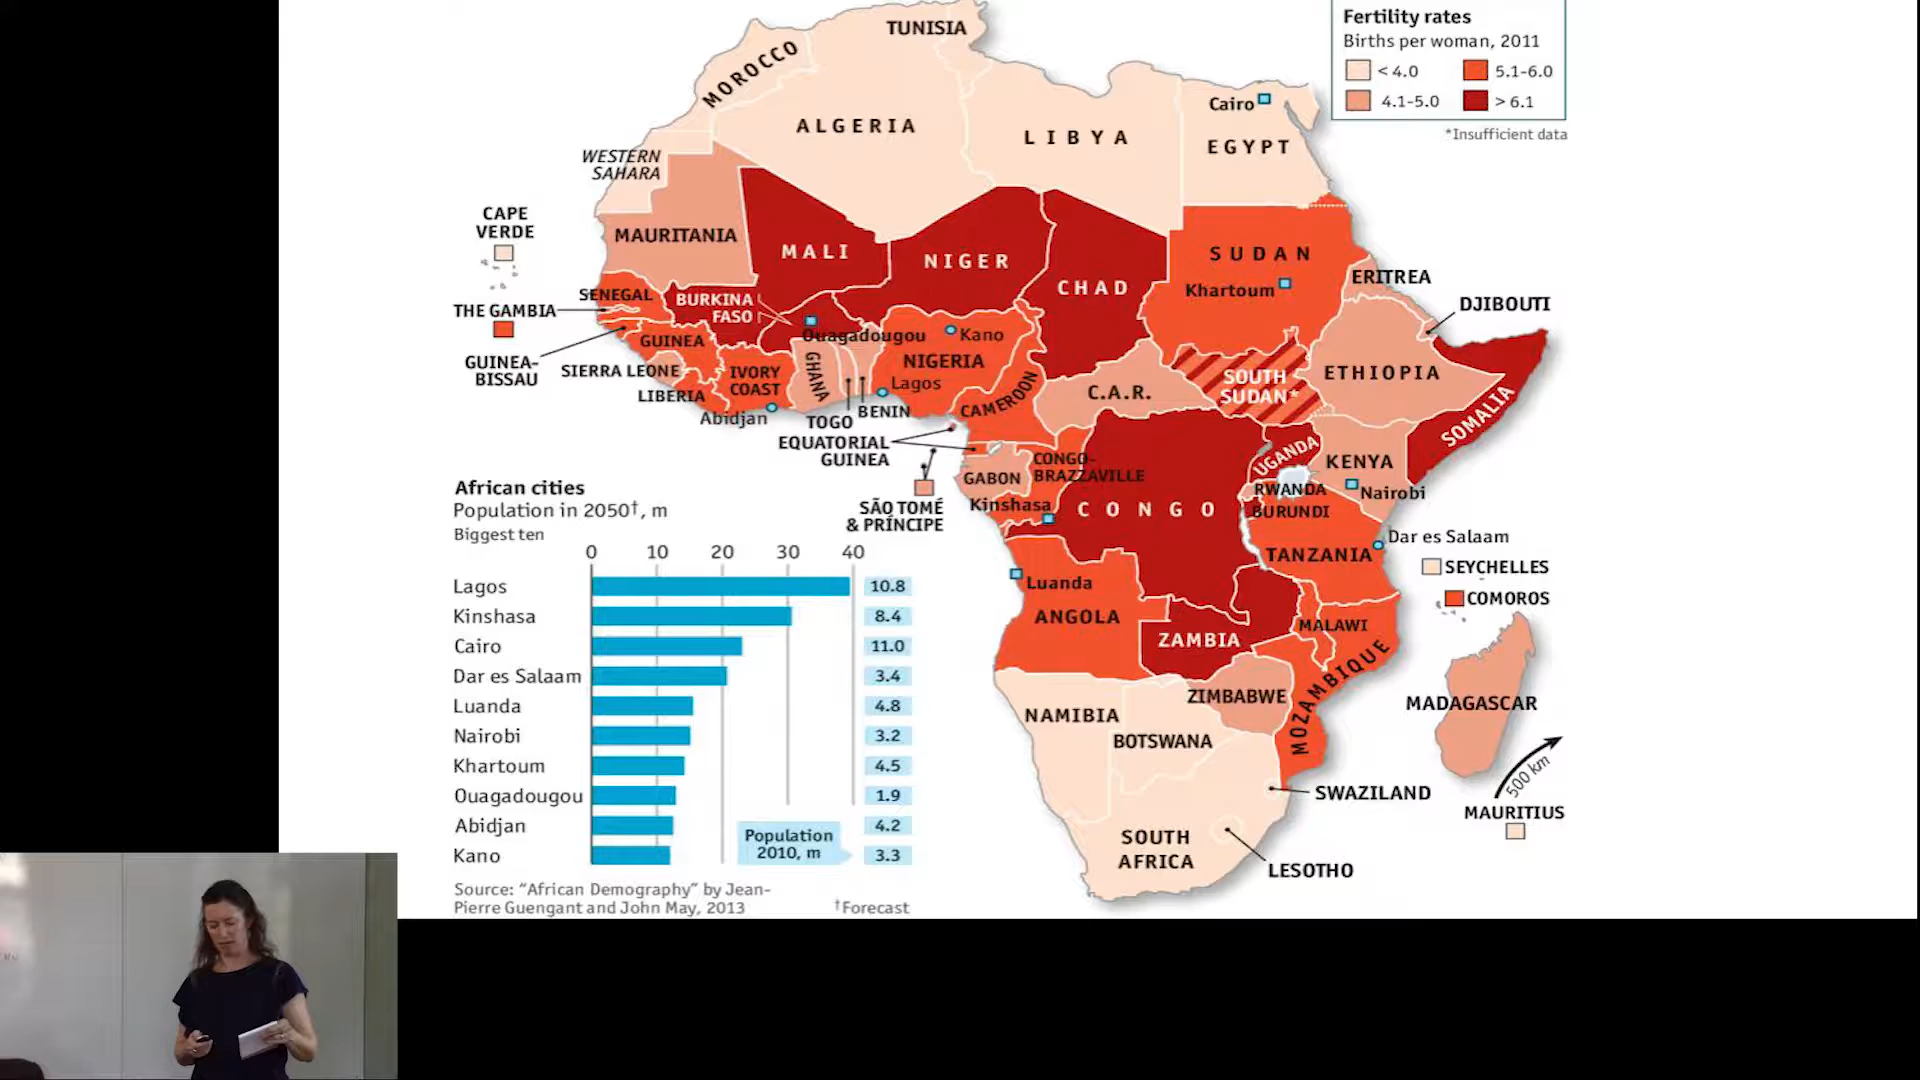 Fertility rates
Births per woman, 2011
< 4.0
5.1-6.0
4.1-5.0
> 6.1
*Insufficient data
TUNISIA
MOROCCO
ALGERIA
LIBYA
Cairo
EGYPT
WESTERN
SAHARA
CAPE
VERDE
MAURITANIA
MALI
NIGER
CHAD
SUDAN
Khartoum
ERITREA
DJIBOUTI
SENEGAL
THE GAMBIA
BURKINA
FASO
Ouagadougou
Kano
GUINEA
GUINEA-
BISSAU
SIERRA LEONE
LIBERIA
IVORY
COAST
Abidjan
GHANA
TOGO
BENIN
NIGERIA
Lagos
CAMEROON
C.A.R.
SOUTH
SUDAN*
ETHIOPIA
SOMALIA
EQUATORIAL
GUINEA
GABON
CONGO-
BRAZZAVILLE
UGANDA
KENYA
Nairobi
RWANDA
BURUNDI
SÃO TOMÉ
& PRÍNCIPE
Kinshasa
CONGO
Dar es Salaam
TANZANIA
SEYCHELLES
COMOROS
Luanda
ANGOLA
ZAMBIA
MALAWI
MOZAMBIQUE
ZIMBABWE
MADAGASCAR
NAMIBIA
BOTSWANA
500 km
MAURITIUS
SWAZILAND
SOUTH
AFRICA
LESOTHO
African cities
Population in 2050†, m
Biggest ten
0 10 20 30 40
Lagos 10.8
Kinshasa 8.4
Cairo 11.0
Dar es Salaam 3.4
Luanda 4.8
Nairobi 3.2
Khartoum 4.5
Ouagadougou 1.9
Abidjan 4.2
Kano 3.3
Population
2010, m
Source: “African Demography” by Jean-
Pierre Guengant and John May, 2013
†Forecast